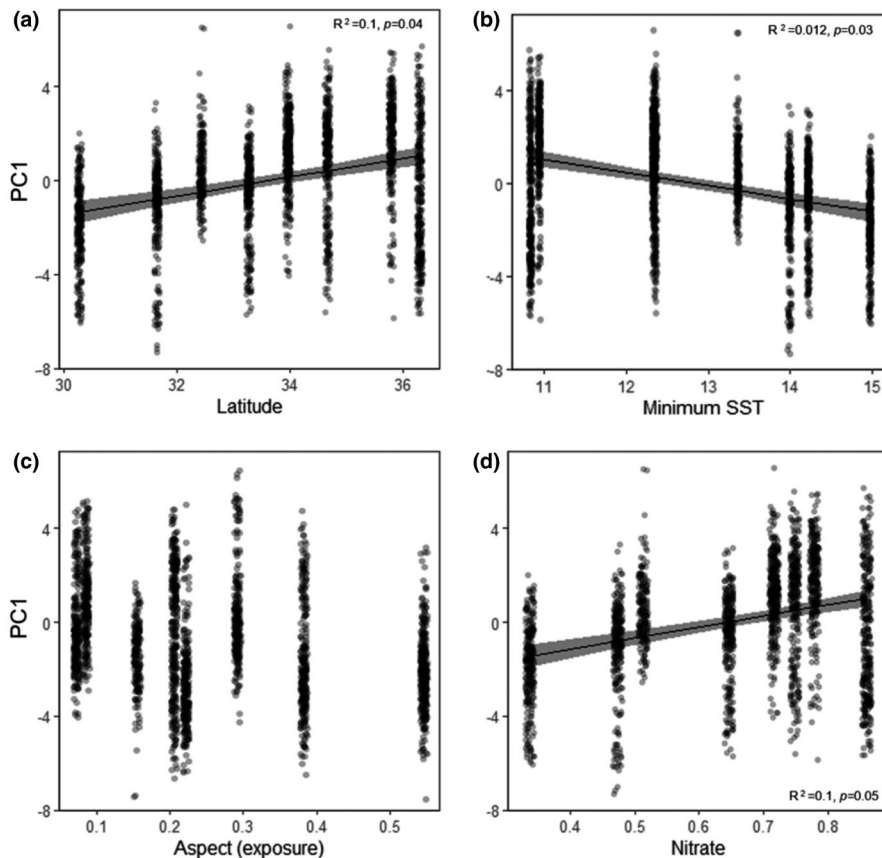 (a)
R²=0.1, p=0.04
PC1
4
0
-4
-8
30 32 34 36
Latitude
(b)
R²=0.012, p=0.03
4
0
-4
-8
11 12 13 14 15
Minimum SST
(c)
PC1
4
0
-4
-8
0.1 0.2 0.3 0.4 0.5
Aspect (exposure)
(d)
4
0
-4
-8
R²=0.1, p=0.05
0.4 0.5 0.6 0.7 0.8
Nitrate